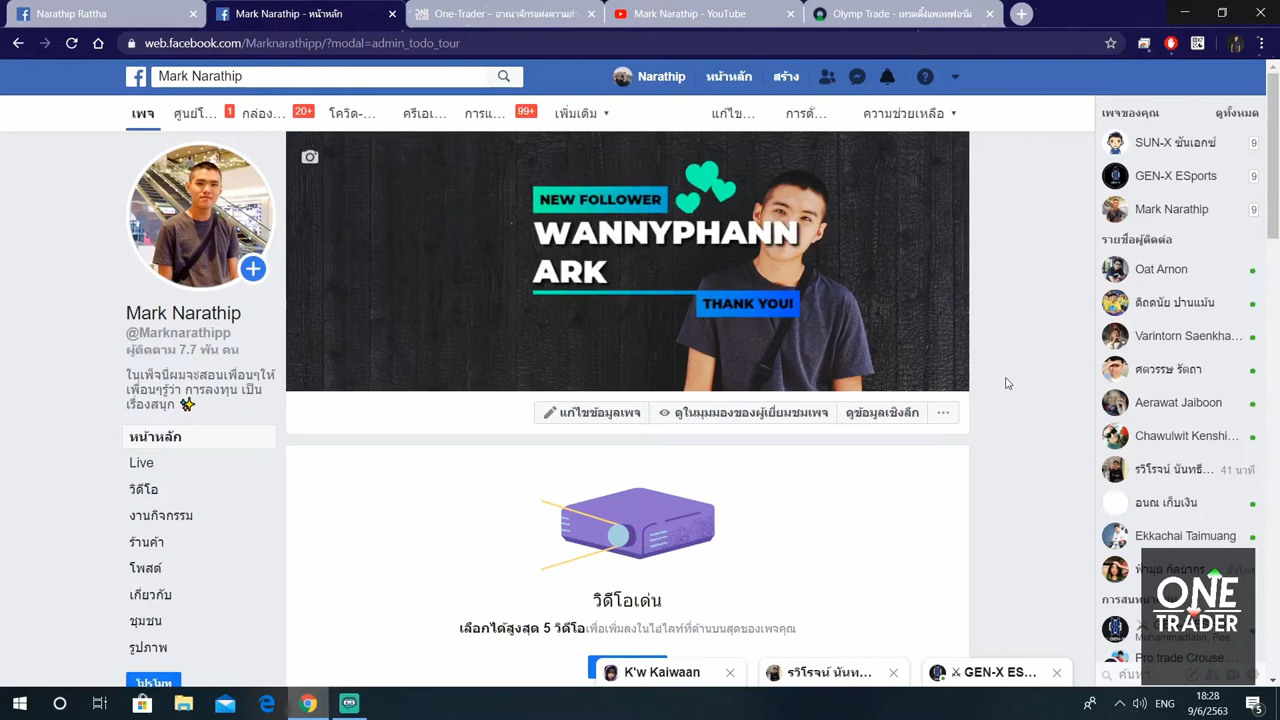 Narathip Rattha
Mark Narathip - หน้าหลัก
One-Trader – อาณาจักรแห่งความสำ
Mark Narathip - YouTube
Olymp Trade - เทรดดิ้งแพลทฟอร์ม
web.facebook.com/Marknarathipp/?modal=admin_todo_tour
Mark Narathip
Narathip
หน้าหลัก
สร้าง
เพจ
ศูนย์โ...
1
กล่อง...
20+
โควิด-...
ครีเอเ...
การแ...
99+
เพิ่มเติม
แก้ไข...
การตั้...
ความช่วยเหลือ
Mark Narathip
@Marknarathipp
ผู้ติดตาม 7.7 พัน คน
ในเพ็จนี้ผมจะสอนเพื่อนๆให้
เพื่อนๆรู้ว่า การลงทุน เป็น
เรื่องสนุก
หน้าหลัก
Live
วิดีโอ
งานกิจกรรม
ร้านค้า
โพสต์
เกี่ยวกับ
ชุมชน
รูปภาพ
โปรโมท
NEW FOLLOWER
WANNYPHANN
ARK
THANK YOU!
แก้ไขข้อมูลเพจ
ดูในมุมมองของผู้เยี่ยมชมเพจ
ดูข้อมูลเชิงลึก
วิดีโอเด่น
เลือกได้สูงสุด 5 วิดีโอเพื่อเพิ่มลงในไฮไลท์ที่ด้านบนสุดของเพจคุณ
เพจของคุณ
ดูทั้งหมด
SUN-X ซันเอกซ์
9
GEN-X ESports
9
Mark Narathip
9
รายชื่อผู้ติดต่อ
Oat Arnon
ดิถดนัย ปานแม้น
Varintorn Saenkha...
ศตวรรษ รัตถา
Aerawat Jaiboon
Chawulwit Kenshi...
รวิโรจน์ นันทธี...
41 นาที
อนณ เก็บเงิน
Ekkachai Taimuang
การสนทน
Muhammadfatin, Pee...
Pro trade Crouse ...
ค้นหา
ONE
TRADER
K'w Kaiwaan
รวิโรจน์ นันท...
GEN-X ES...
ENG
18:28
9/6/2563
5